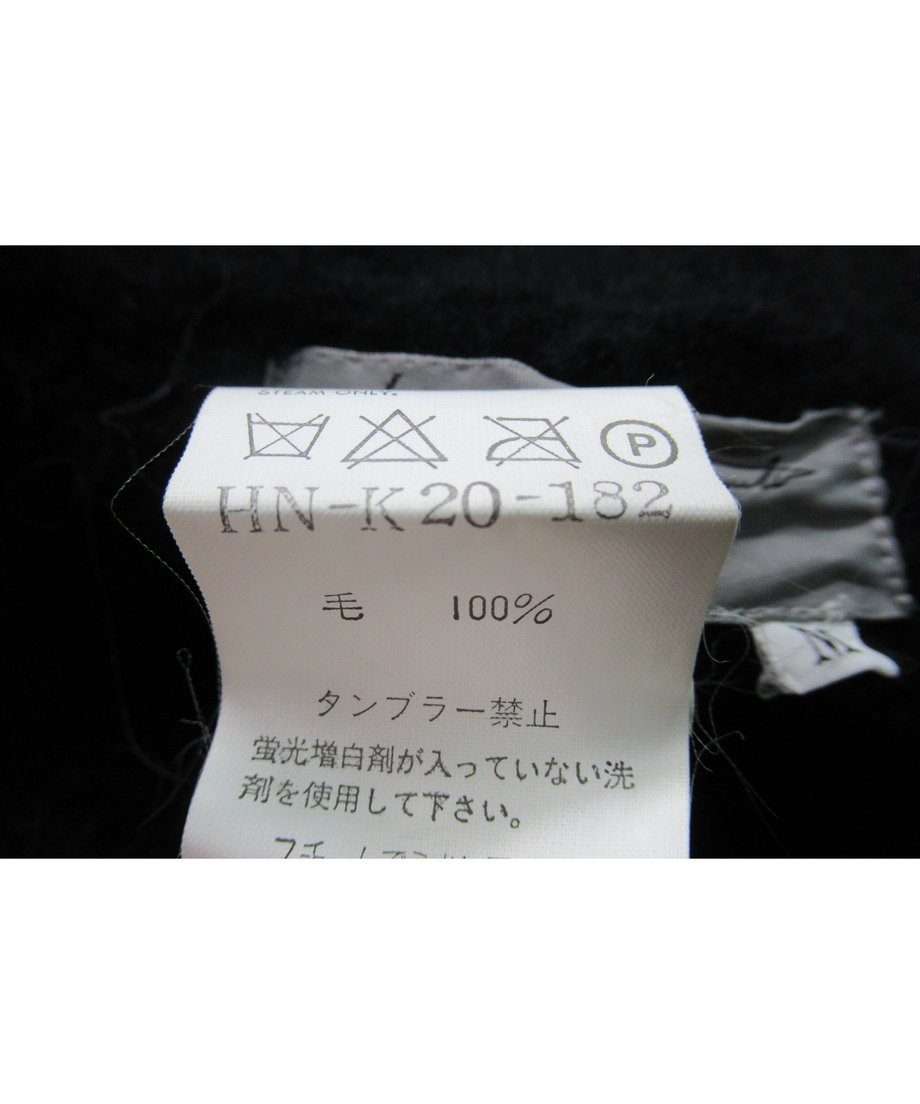 STEAM ONLY.
P
HN-K20-182
毛 100%
タンブラー禁止
蛍光増白剤が入っていない洗
剤を使用して下さい。
M